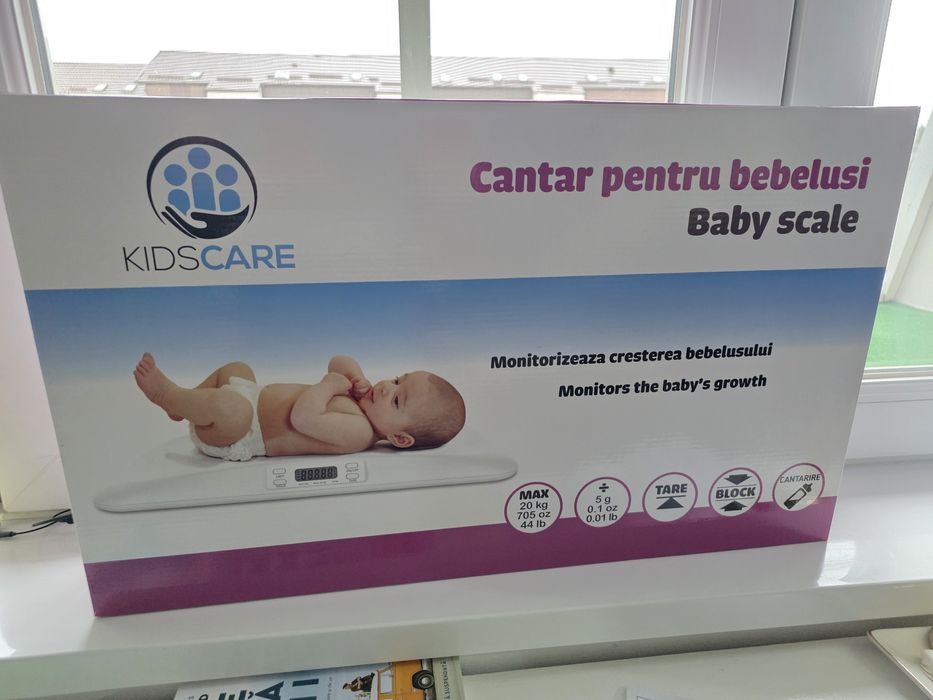 KIDSCARE
Cantar pentru bebelusi
Baby scale
Monitorizeaza cresterea bebelusului
Monitors the baby's growth
MAX
20 kg
705 oz
44 lb
÷
5 g
0.1 oz
0.01 lb
TARE
BLOCK
CANTARIRE